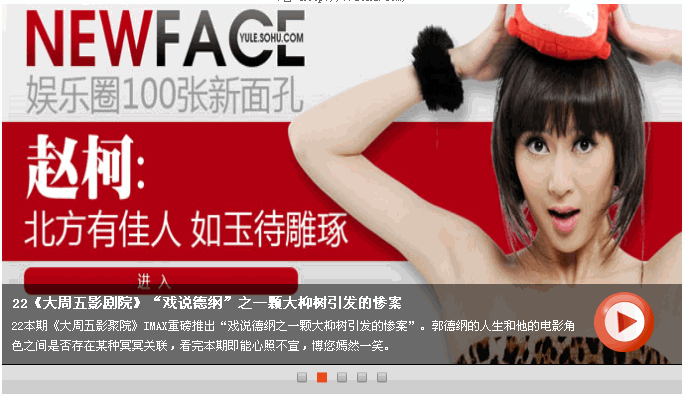 NEWFACE
YULE.SOHU.COM
娱乐圈100张新面孔
赵柯:
北方有佳人 如玉待雕琢
进 入
22《大周五影剧院》“戏说德纲”之一颗大柳树引发的惨案
22本期《大周五影聚院》IMAX重磅推出“戏说德纲之一颗大柳树引发的惨案”。郭德纲的人生和他的电影角
色之间是否存在某种冥冥关联，看完本期即能心照不宣，博您嫣然一笑。